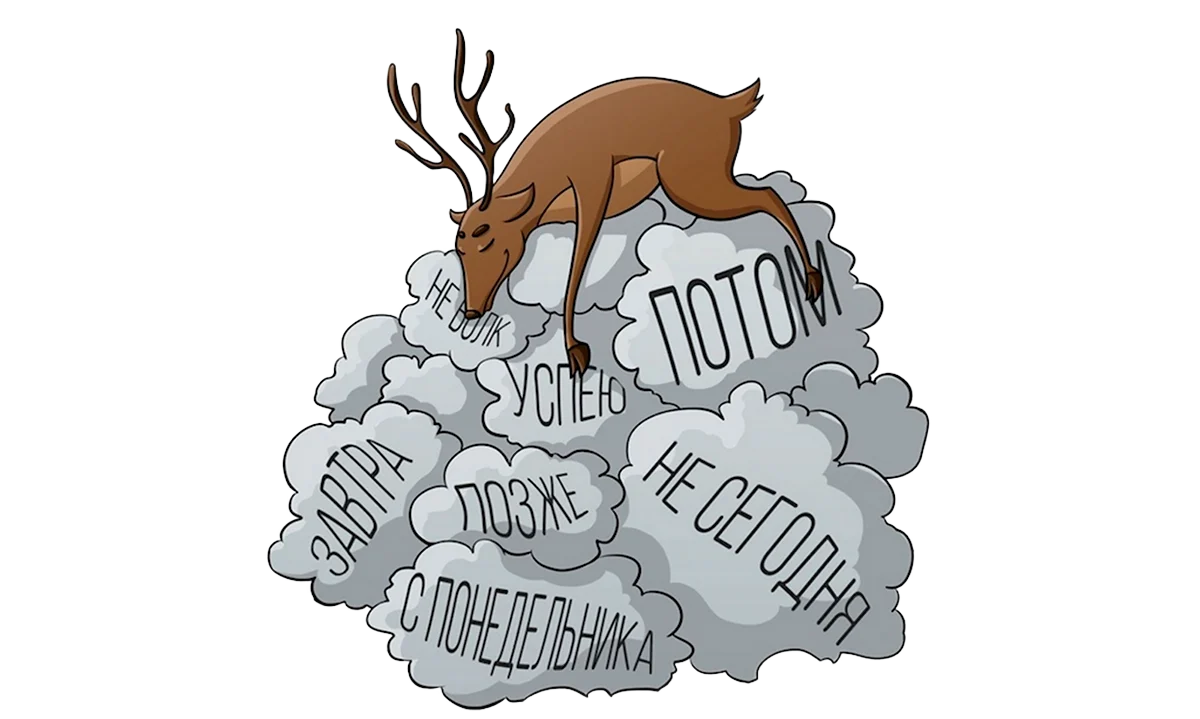 НЕ ВОЛК
ПОТОМ
УСПЕЮ
ЗАВТРА
ПОЗЖЕ
НЕ СЕГОДНЯ
С ПОНЕДЕЛЬНИКА